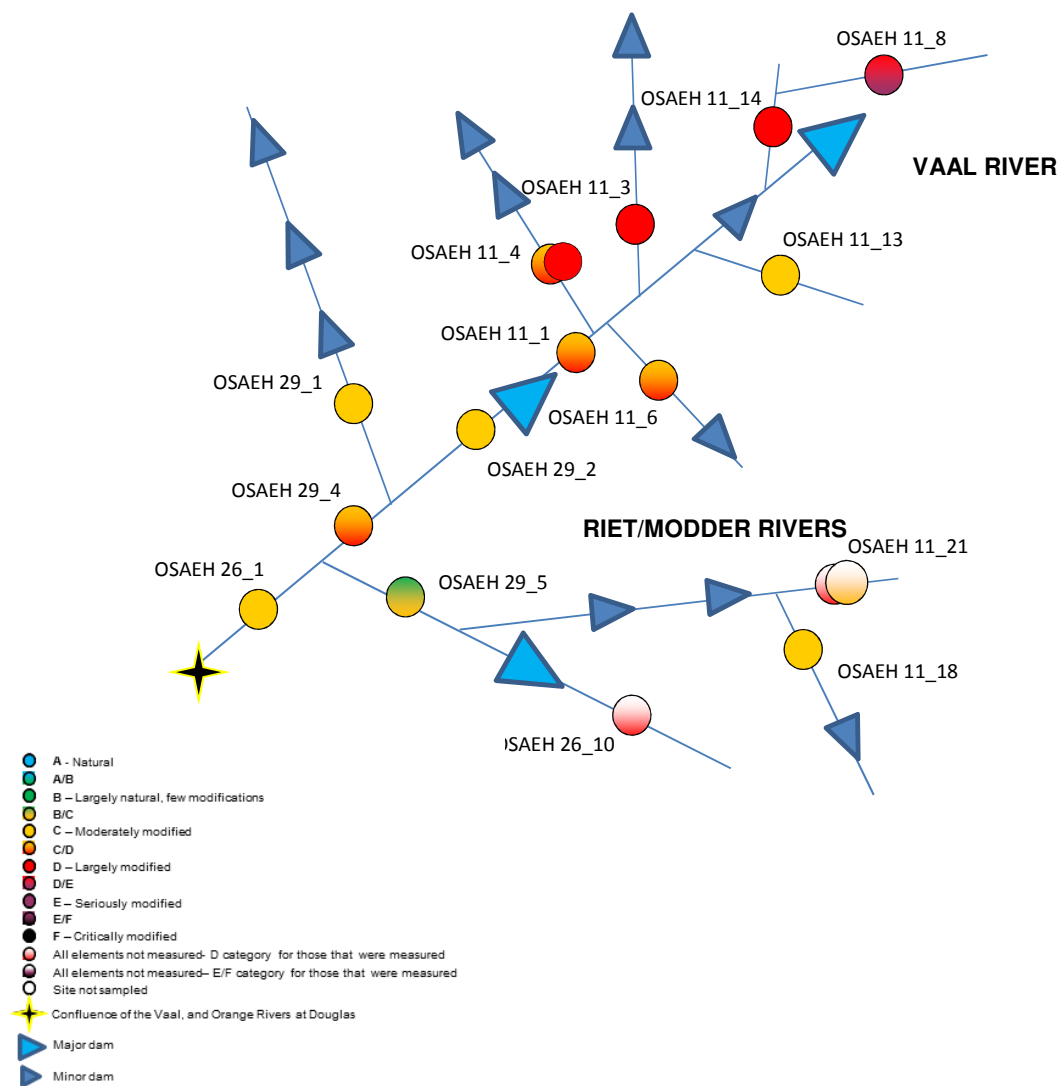 OSAEH 11_8
OSAEH 11_14
VAAL RIVER
OSAEH 11_3
OSAEH 11_13
OSAEH 11_4
OSAEH 11_1
OSAEH 29_1
OSAEH 11_6
OSAEH 29_2
OSAEH 29_4
RIET/MODDER RIVERS
OSAEH 11_21
OSAEH 26_1
OSAEH 29_5
OSAEH 11_18
SAEH 26_10
A - Natural
A/B
B – Largely natural, few modifications
B/C
C – Moderately modified
C/D
D – Largely modified
D/E
E – Seriously modified
E/F
F – Critically modified
All elements not measured- D category for those that were measured
All elements not measured– E/F category for those that were measured
Site not sampled
Confluence of the Vaal, and Orange Rivers at Douglas
Major dam
Minor dam